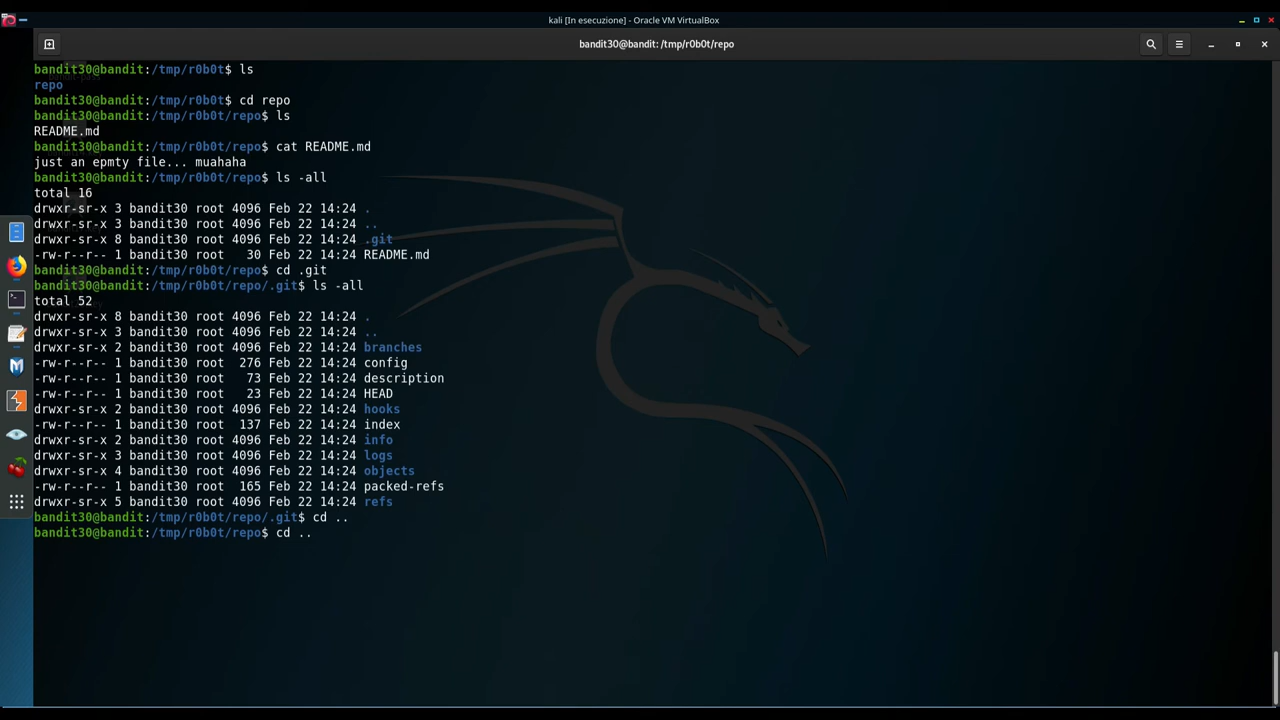 kali [In esecuzione] - Oracle VM VirtualBox
bandit30@bandit: /tmp/r0b0t/repo
bandit30@bandit:/tmp/r0b0t$ ls
repo
bandit30@bandit:/tmp/r0b0t$ cd repo
bandit30@bandit:/tmp/r0b0t/repo$ ls
README.md
bandit30@bandit:/tmp/r0b0t/repo$ cat README.md
just an epmty file... muahaha
bandit30@bandit:/tmp/r0b0t/repo$ ls -all
total 16
drwxr-sr-x 3 bandit30 root 4096 Feb 22 14:24 .
drwxr-sr-x 3 bandit30 root 4096 Feb 22 14:24 ..
drwxr-sr-x 8 bandit30 root 4096 Feb 22 14:24 .git
-rw-r--r-- 1 bandit30 root   30 Feb 22 14:24 README.md
bandit30@bandit:/tmp/r0b0t/repo$ cd .git
bandit30@bandit:/tmp/r0b0t/repo/.git$ ls -all
total 52
drwxr-sr-x 8 bandit30 root 4096 Feb 22 14:24 .
drwxr-sr-x 3 bandit30 root 4096 Feb 22 14:24 ..
drwxr-sr-x 2 bandit30 root 4096 Feb 22 14:24 branches
-rw-r--r-- 1 bandit30 root  276 Feb 22 14:24 config
-rw-r--r-- 1 bandit30 root   73 Feb 22 14:24 description
-rw-r--r-- 1 bandit30 root   23 Feb 22 14:24 HEAD
drwxr-sr-x 2 bandit30 root 4096 Feb 22 14:24 hooks
-rw-r--r-- 1 bandit30 root  137 Feb 22 14:24 index
drwxr-sr-x 2 bandit30 root 4096 Feb 22 14:24 info
drwxr-sr-x 3 bandit30 root 4096 Feb 22 14:24 logs
drwxr-sr-x 4 bandit30 root 4096 Feb 22 14:24 objects
-rw-r--r-- 1 bandit30 root  165 Feb 22 14:24 packed-refs
drwxr-sr-x 5 bandit30 root 4096 Feb 22 14:24 refs
bandit30@bandit:/tmp/r0b0t/repo/.git$ cd ..
bandit30@bandit:/tmp/r0b0t/repo$ cd ..